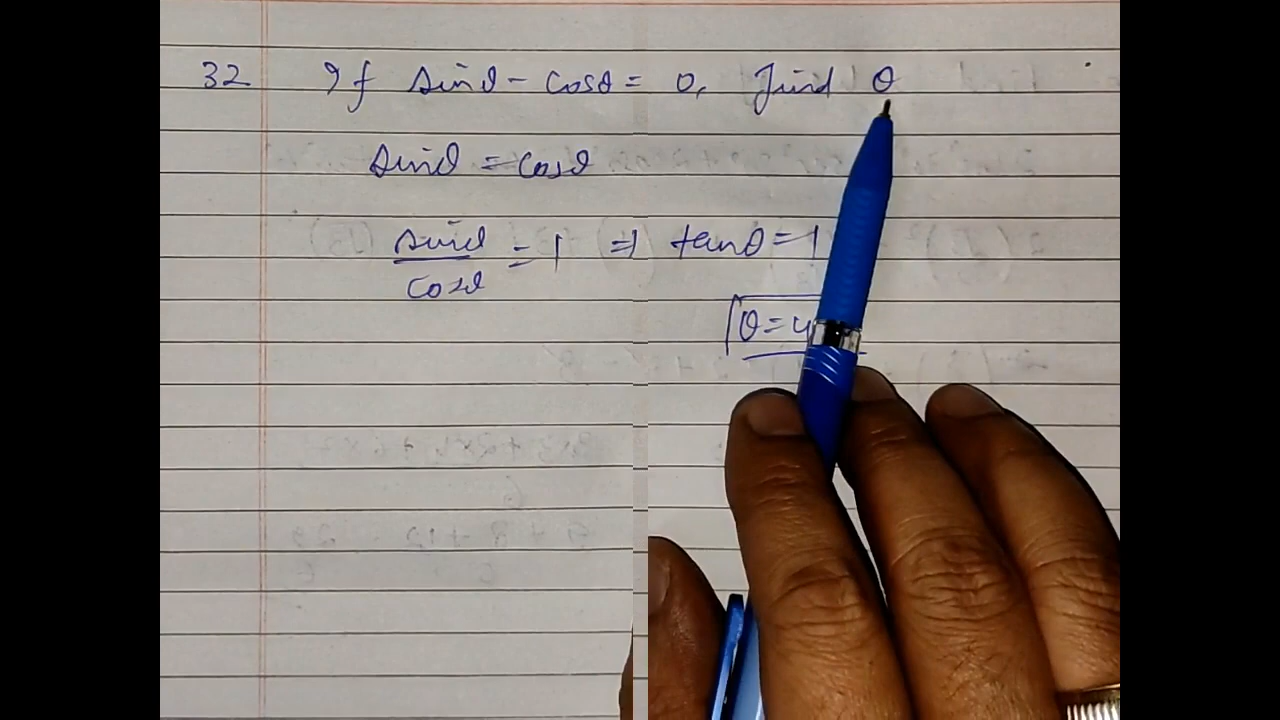 32 If sinθ - cosθ = 0, find θ
sinθ = cosθ
sinθ/cosθ = 1 ⇒ tanθ = 1
θ = 4